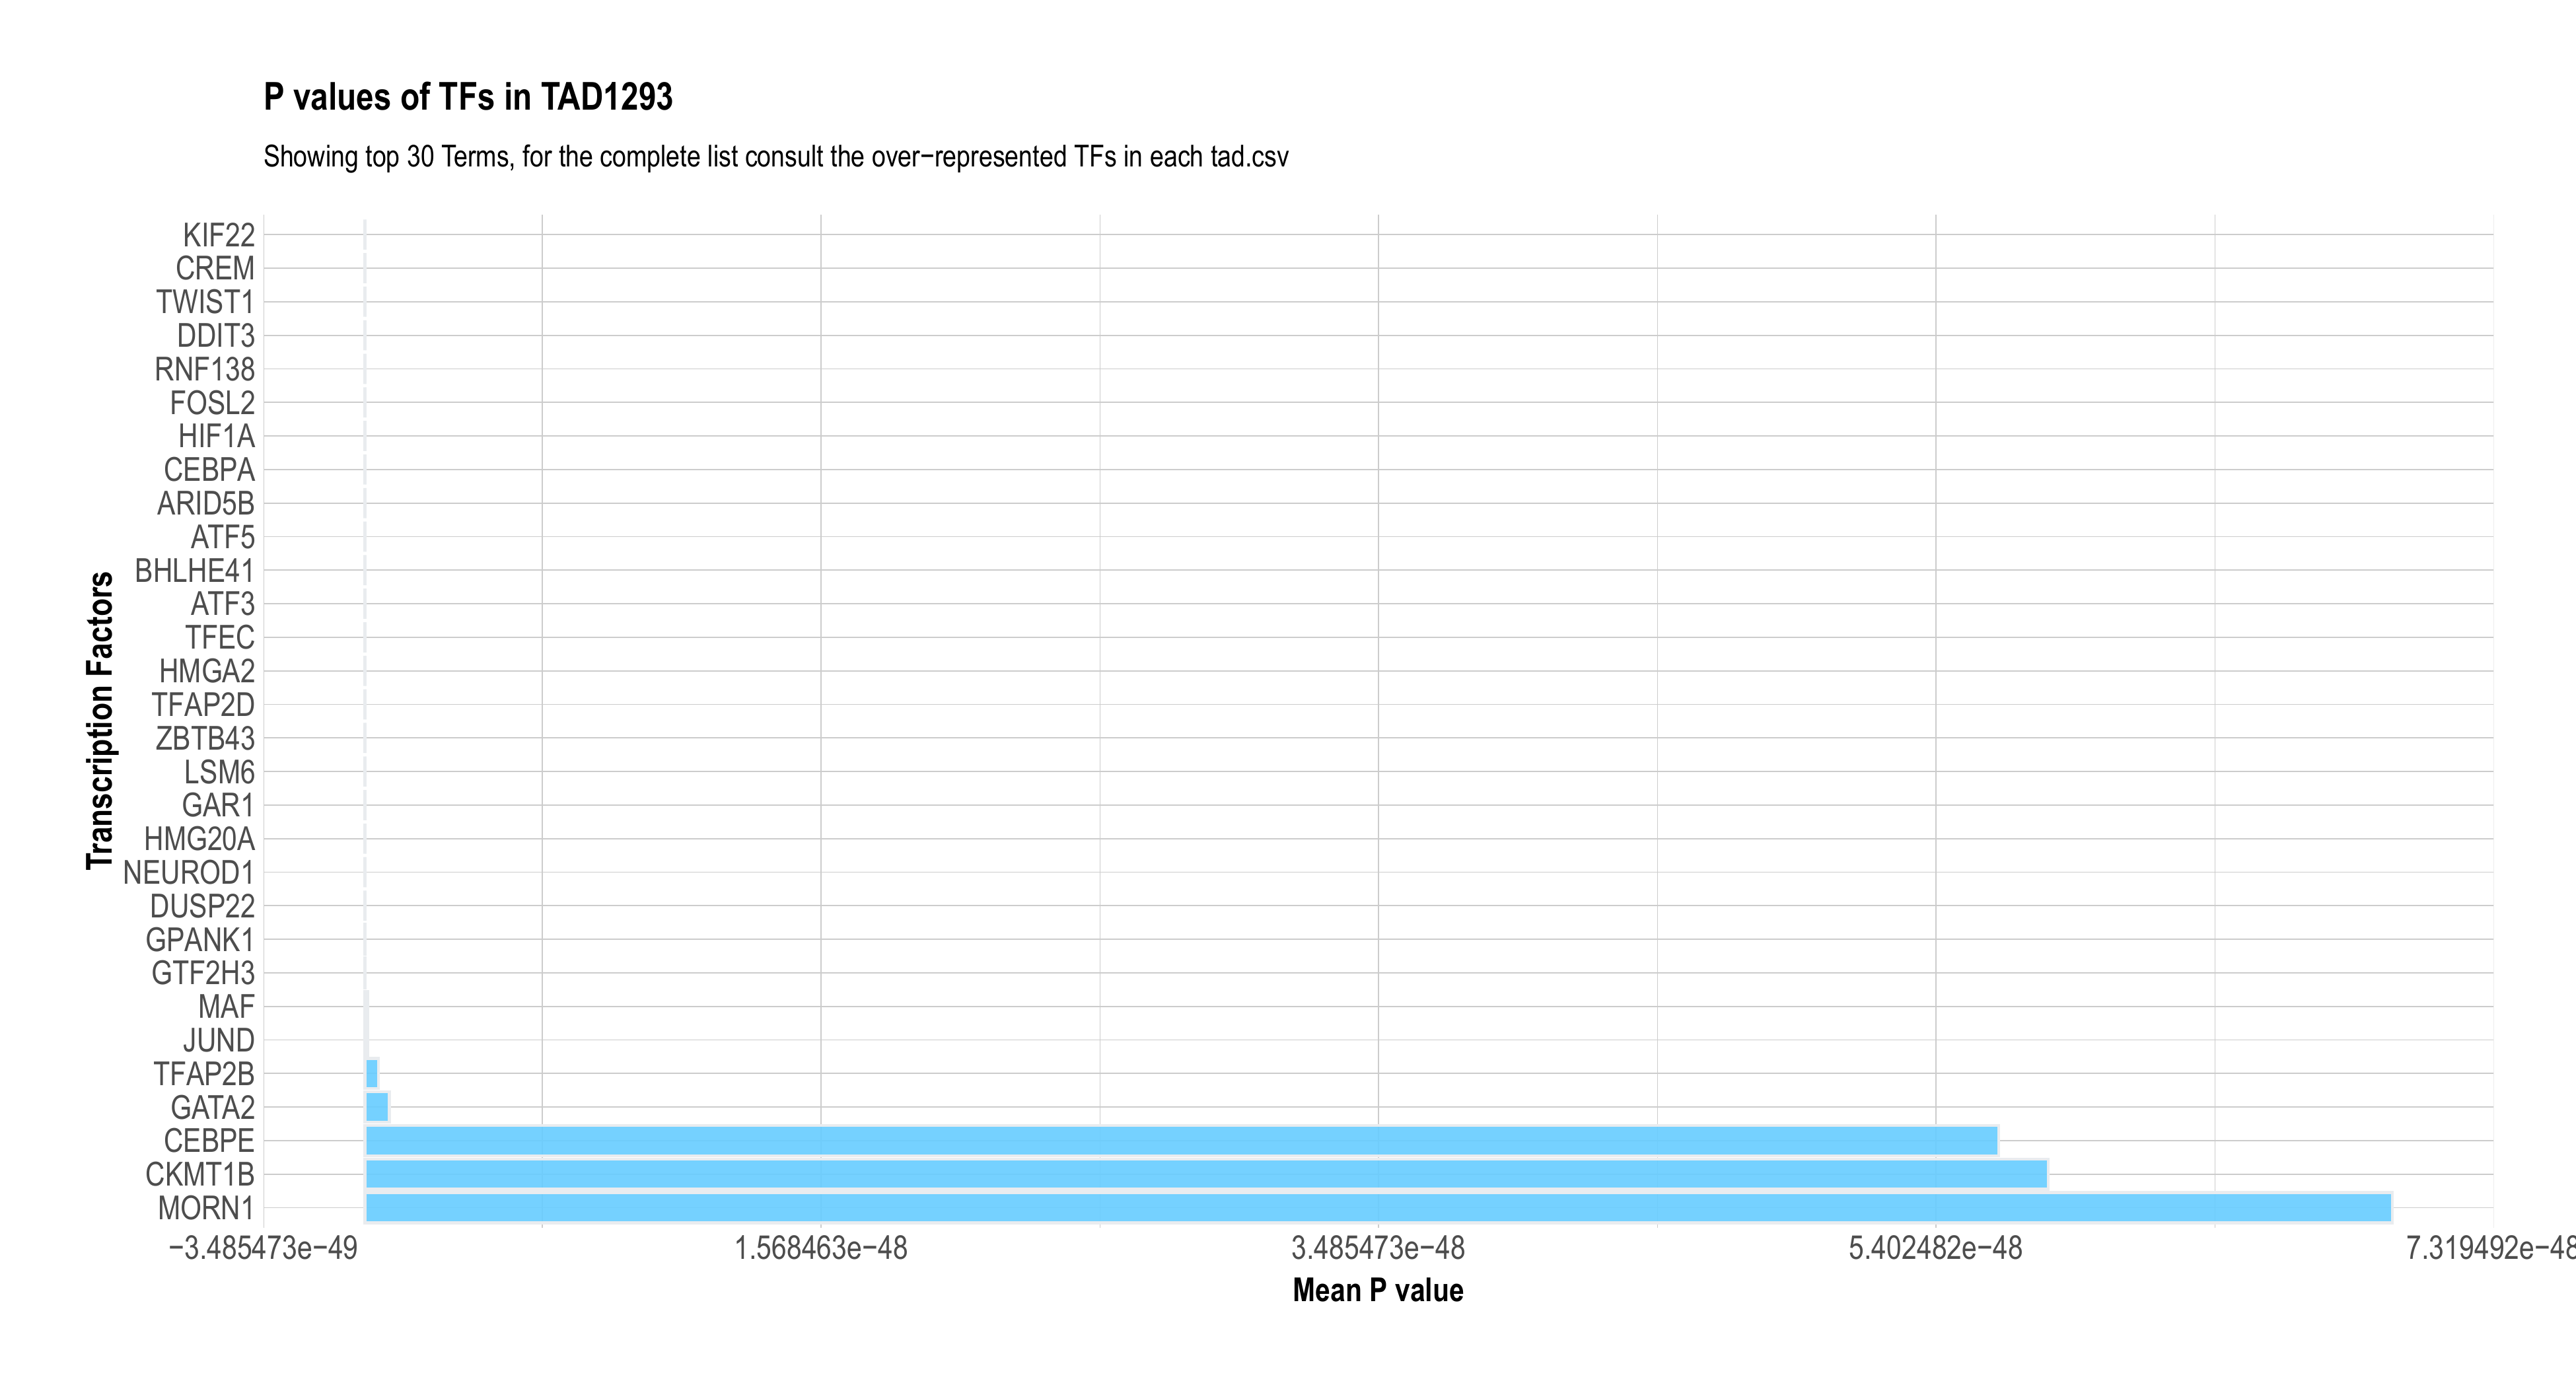 P values of TFs in TAD1293
Showing top 30 Terms, for the complete list consult the over−represented TFs in each tad.csv
Transcription Factors
KIF22
CREM
TWIST1
DDIT3
RNF138
FOSL2
HIF1A
CEBPA
ARID5B
ATF5
BHLHE41
ATF3
TFEC
HMGA2
TFAP2D
ZBTB43
LSM6
GAR1
HMG20A
NEUROD1
DUSP22
GPANK1
GTF2H3
MAF
JUND
TFAP2B
GATA2
CEBPE
CKMT1B
MORN1
−3.485473e−49 1.568463e−48 3.485473e−48 5.402482e−48 7.319492e−48
Mean P value